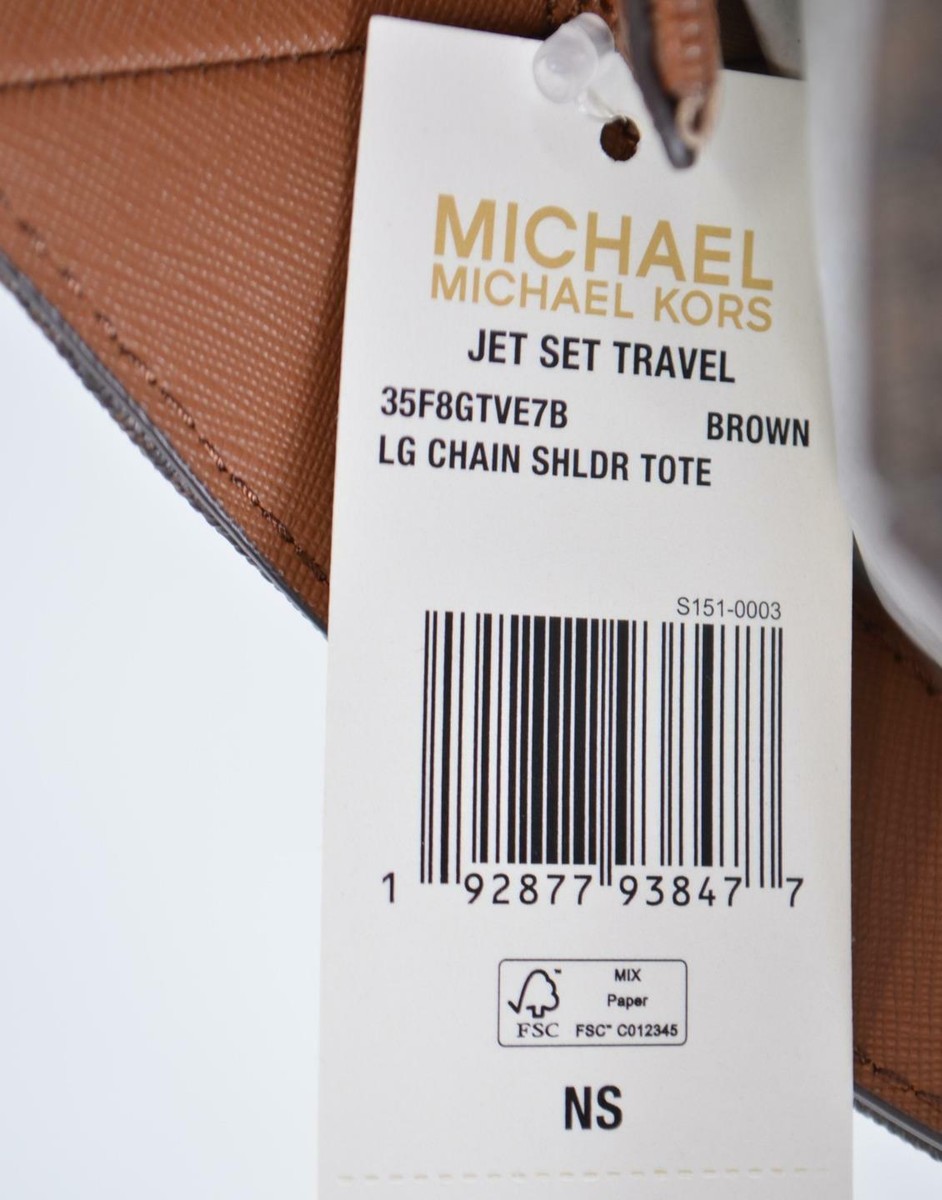 MICHAEL
MICHAEL KORS
JET SET TRAVEL
35F8GTVE7B BROWN
LG CHAIN SHLDR TOTE
S151-0003
1 92877 93847 7
MIX
Paper
FSC FSC™ C012345
NS